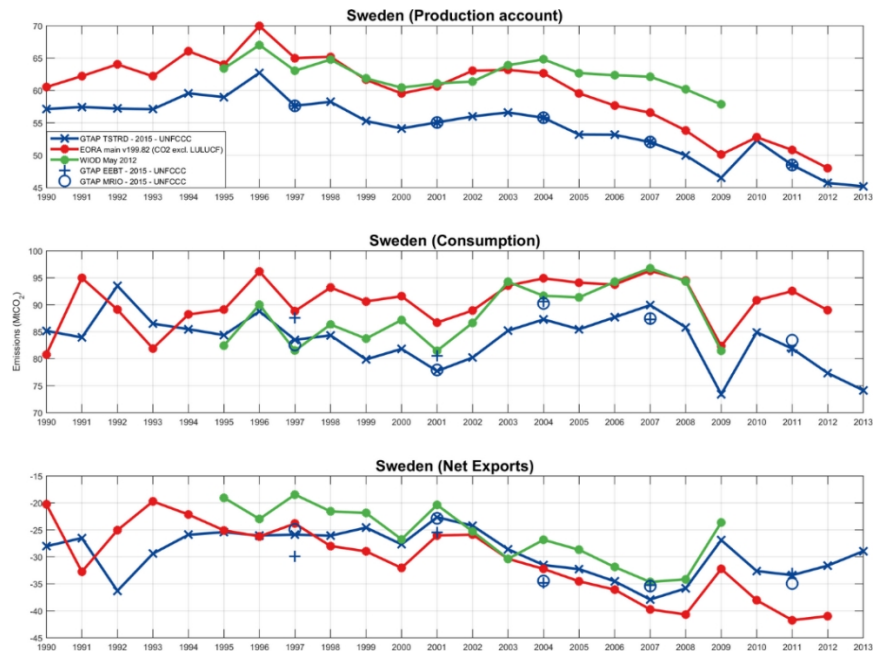 Sweden (Production account)
70
65
60
55
50
45
GTAP TSTRD - 2015 - UNFCCC
EORA main v199.82 (CO2 excl. LULUCF)
WIOD May 2012
GTAP EEBT - 2015 - UNFCCC
GTAP MRIO - 2015 - UNFCCC
1990 1991 1992 1993 1994 1995 1996 1997 1998 1999 2000 2001 2002 2003 2004 2005 2006 2007 2008 2009 2010 2011 2012 2013
Sweden (Consumption)
Emissions (MtCO2)
100
95
90
85
80
75
70
1990 1991 1992 1993 1994 1995 1996 1997 1998 1999 2000 2001 2002 2003 2004 2005 2006 2007 2008 2009 2010 2011 2012 2013
Sweden (Net Exports)
-15
-20
-25
-30
-35
-40
-45
1990 1991 1992 1993 1994 1995 1996 1997 1998 1999 2000 2001 2002 2003 2004 2005 2006 2007 2008 2009 2010 2011 2012 2013